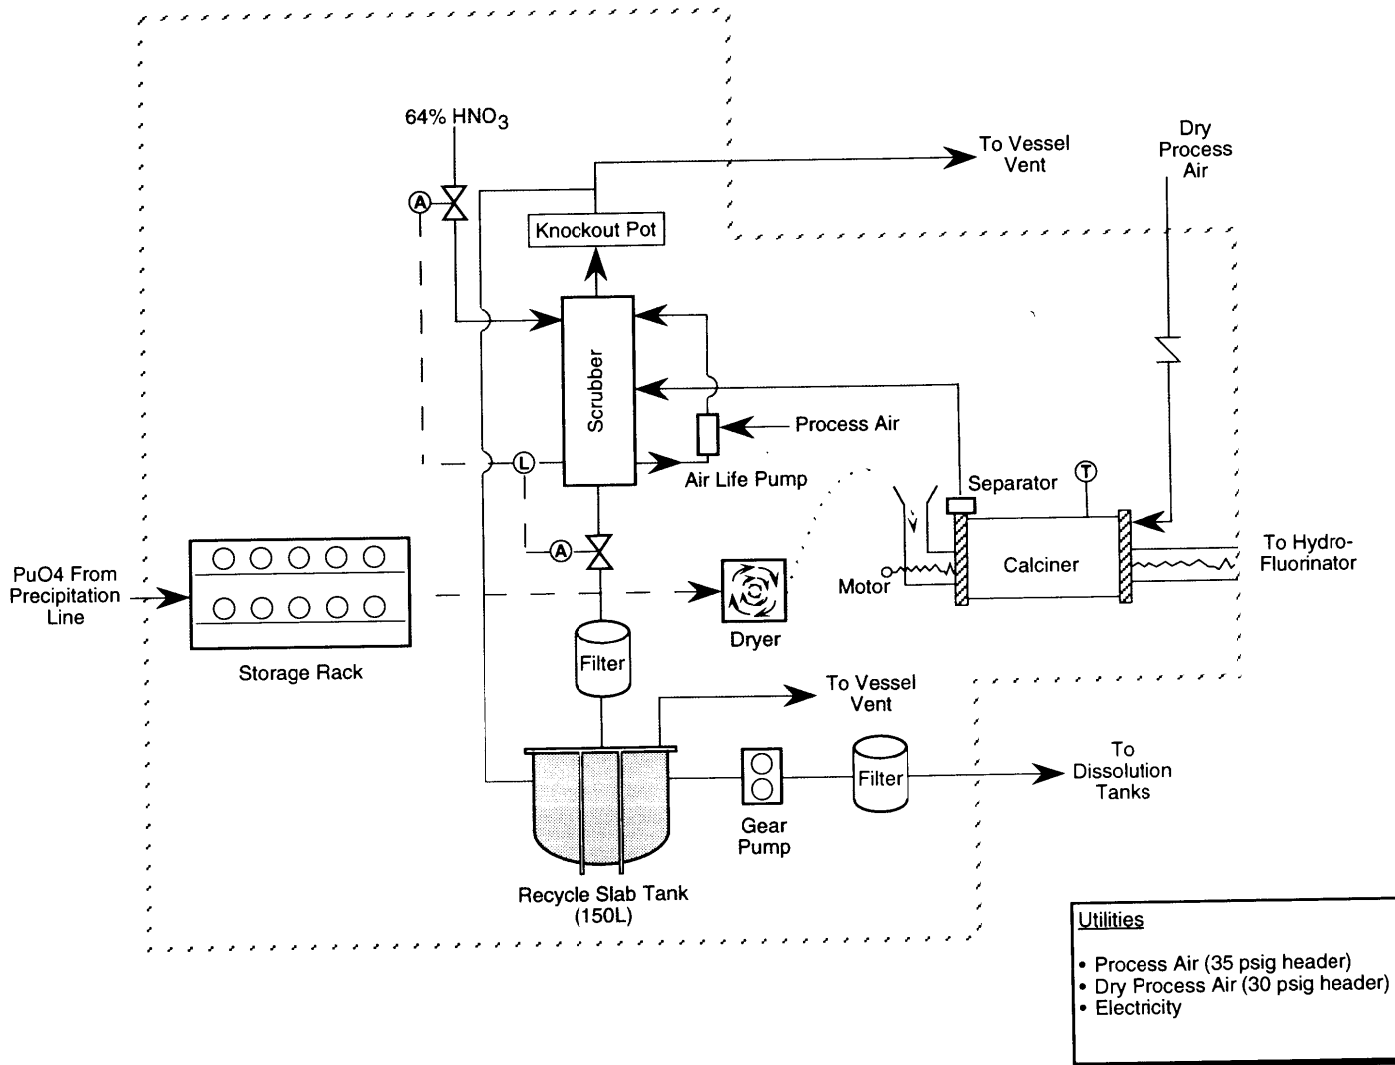 64% HNO3
To Vessel
Vent
Dry
Process
Air
A
Knockout Pot
Scrubber
Process Air
L
Air Life Pump
Separator
T
A
Calciner
Motor
To Hydro-
Fluorinator
PuO4 From
Precipitation
Line
Storage Rack
Dryer
Filter
To Vessel
Vent
Filter
To
Dissolution
Tanks
Gear
Pump
Recycle Slab Tank
(150L)
Utilities
• Process Air (35 psig header)
• Dry Process Air (30 psig header)
• Electricity